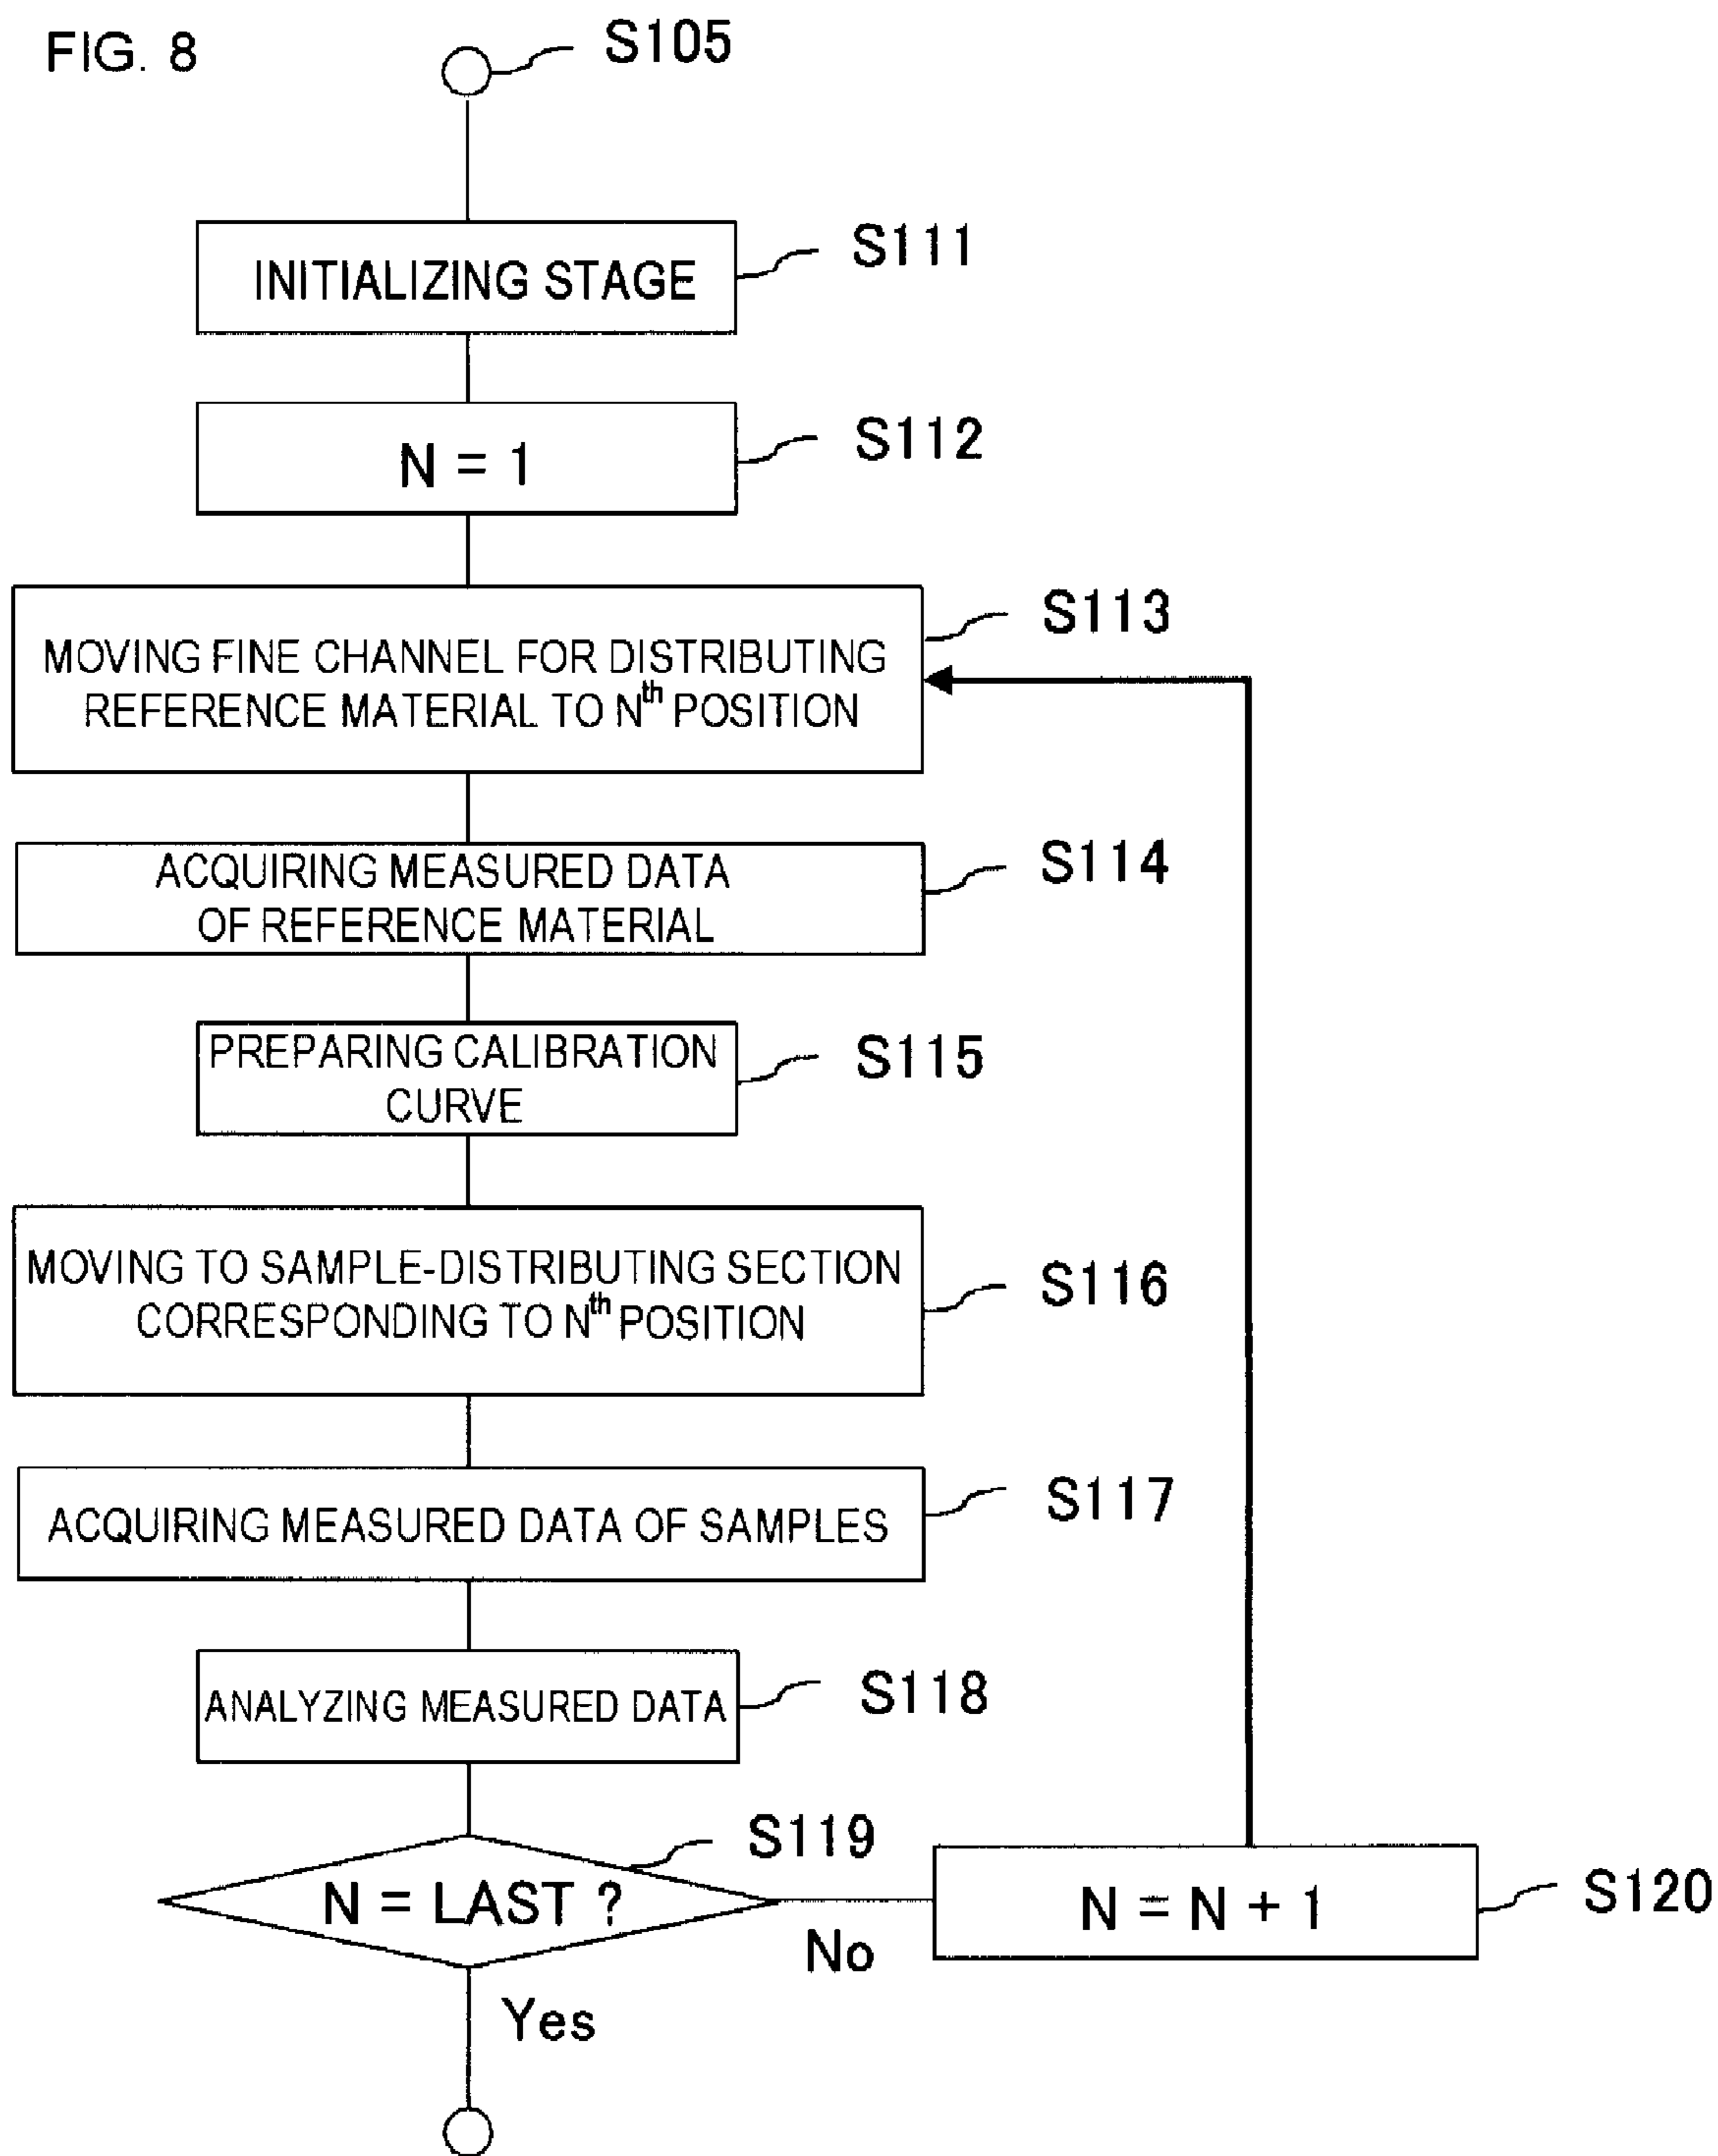 FIG. 8
S105
INITIALIZING STAGE
S111
N = 1
S112
MOVING FINE CHANNEL FOR DISTRIBUTING
REFERENCE MATERIAL TO Nth POSITION
S113
ACQUIRING MEASURED DATA
OF REFERENCE MATERIAL
S114
PREPARING CALIBRATION
CURVE
S115
MOVING TO SAMPLE-DISTRIBUTING SECTION
CORRESPONDING TO Nth POSITION
S116
ACQUIRING MEASURED DATA OF SAMPLES
S117
ANALYZING MEASURED DATA
S118
N = LAST ?
S119
No
N = N + 1
S120
Yes